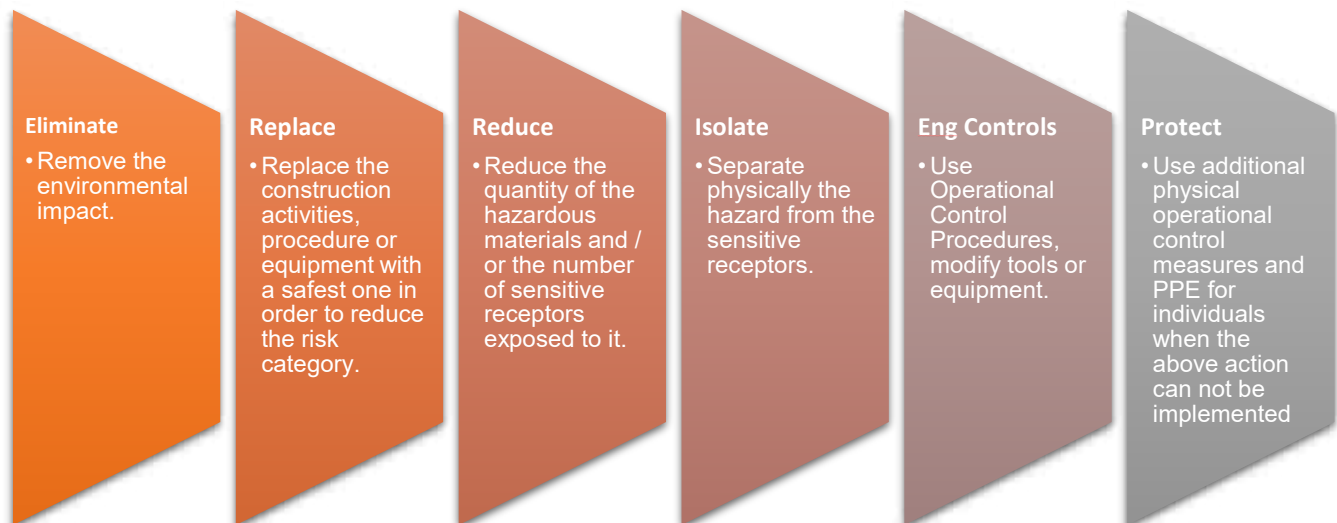 Eliminate
• Remove the
environmental
impact.
Replace
• Replace the
construction
activities,
procedure or
equipment with
a safest one in
order to reduce
the risk
category.
Reduce
• Reduce the
quantity of the
hazardous
materials and /
or the number
of sensitive
receptors
exposed to it.
Isolate
• Separate
physically the
hazard from the
sensitive
receptors.
Eng Controls
• Use
Operational
Control
Procedures,
modify tools or
equipment.
Protect
• Use additional
physical
operational
control
measures and
PPE for
individuals
when the
above action
can not be
implemented